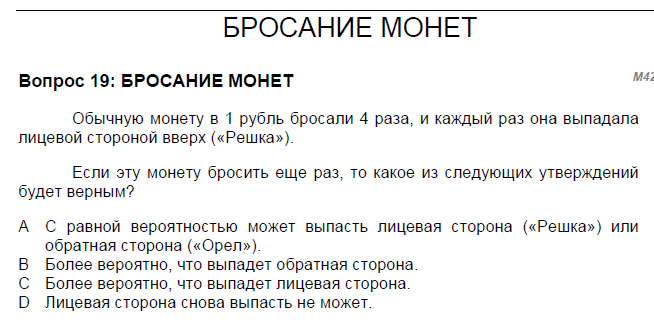 БРОСАНИЕ МОНЕТ
Вопрос 19: БРОСАНИЕ МОНЕТ
M42
Обычную монету в 1 рубль бросали 4 раза, и каждый раз она выпадала
лицевой стороной вверх («Решка»).
Если эту монету бросить еще раз, то какое из следующих утверждений
будет верным?
A С равной вероятностью может выпасть лицевая сторона («Решка») или
обратная сторона («Орел»).
B Более вероятно, что выпадет обратная сторона.
C Более вероятно, что выпадет лицевая сторона.
D Лицевая сторона снова выпасть не может.